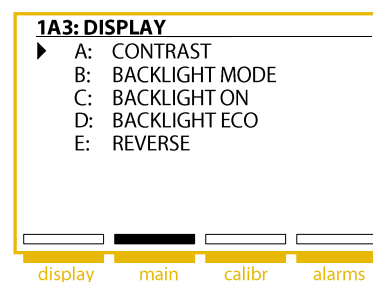 1A3: DISPLAY
A: CONTRAST
B: BACKLIGHT MODE
C: BACKLIGHT ON
D: BACKLIGHT ECO
E: REVERSE
display main calibr alarms